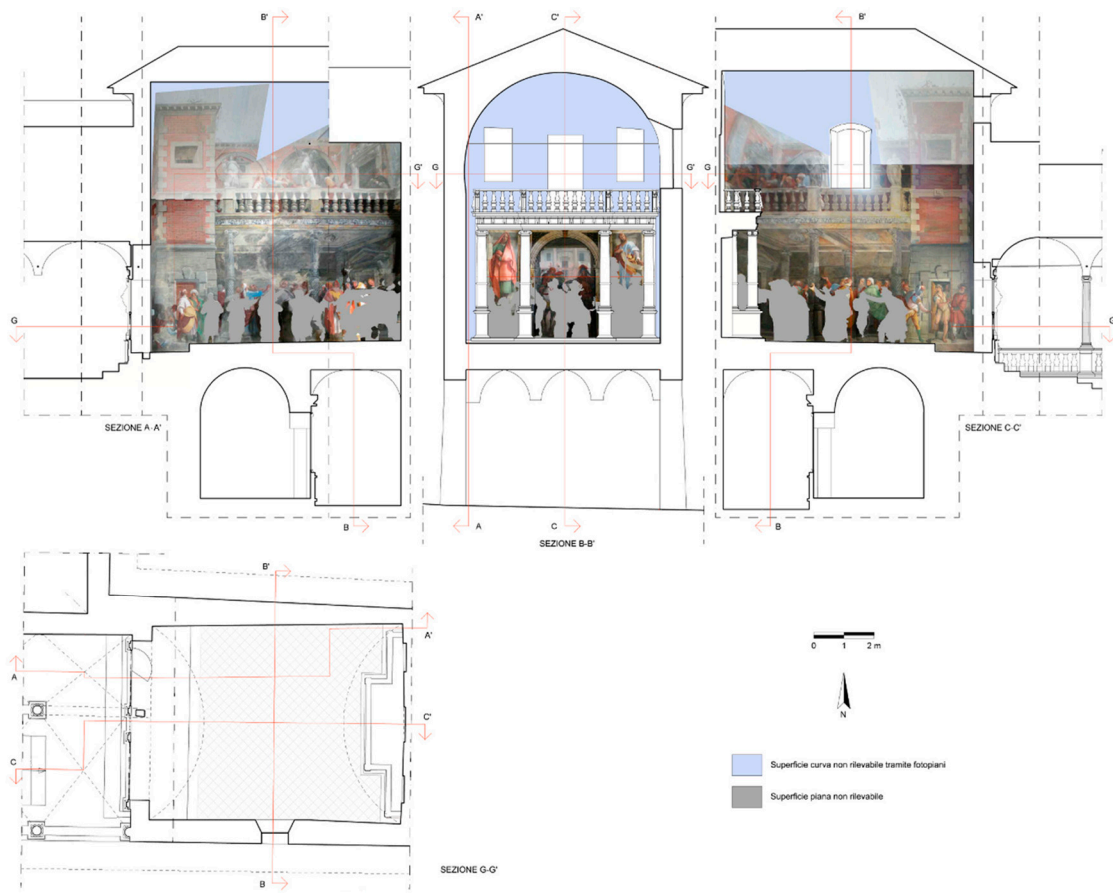 B'
A'
C'
B'
G'
G
G'
G
G
G
SEZIONE A-A'
SEZIONE C-C'
B
A
C
B
SEZIONE B-B'
B'
A'
A
C'
C
B
SEZIONE G-G'
0 1 2 m
N
Superficie curva non rilevabile tramite fotopiani
Superficie piana non rilevabile